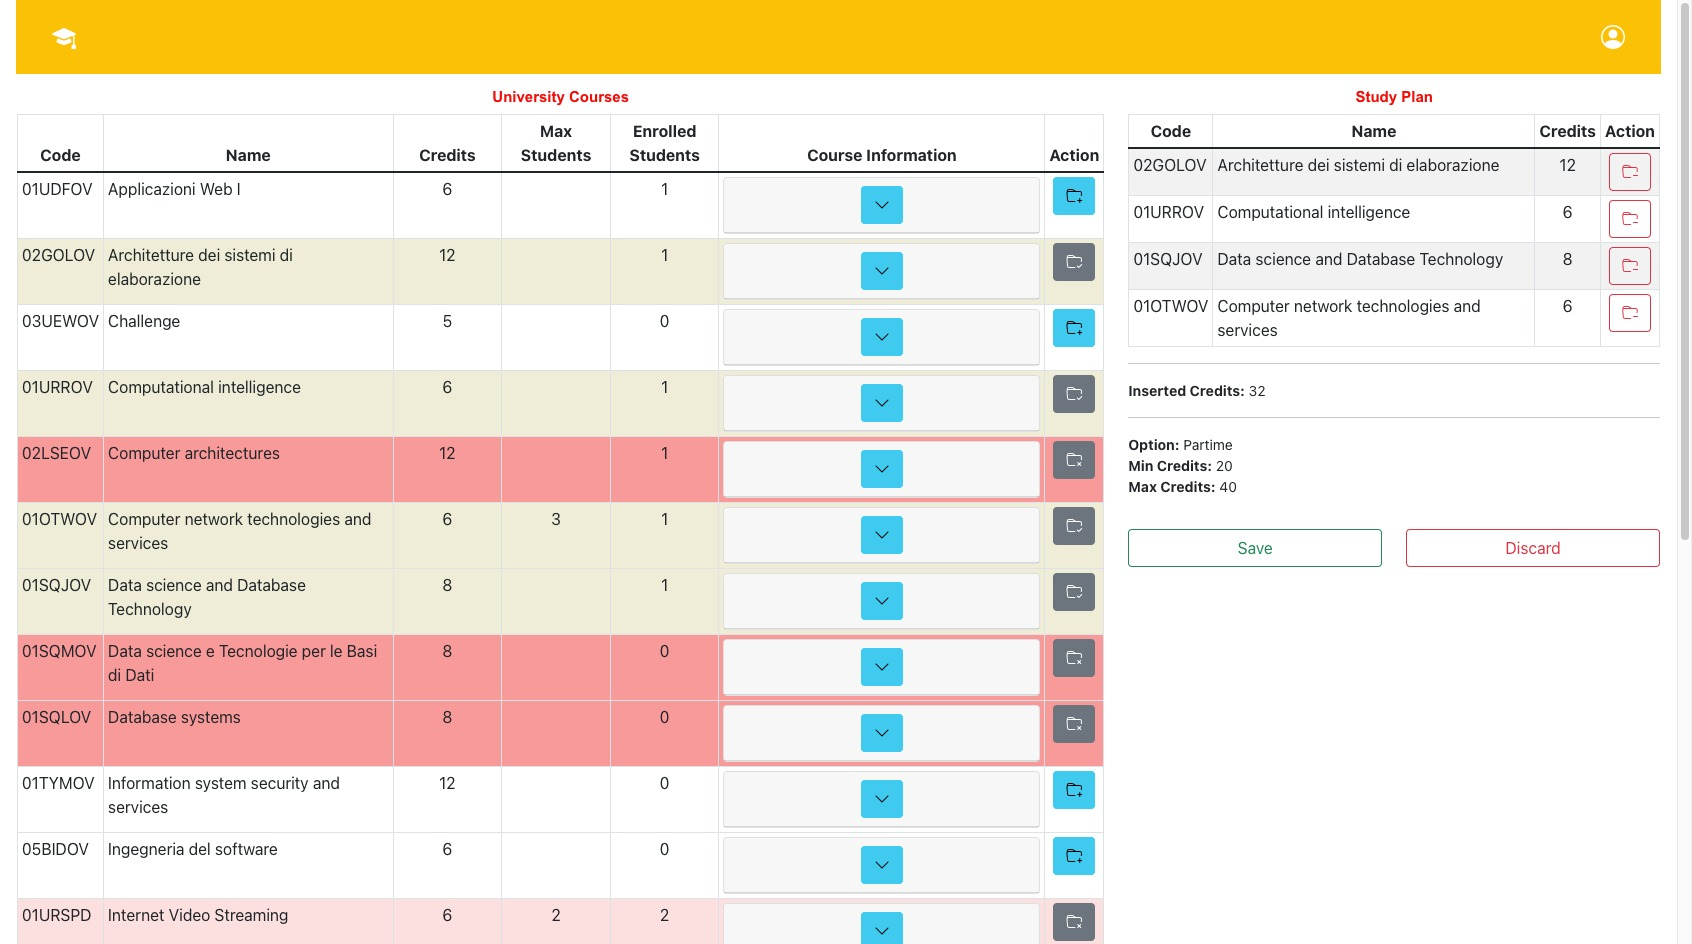 University Courses
Code Name Credits Max Students Enrolled Students Course Information Action
01UDFOV Applicazioni Web I 6 1
02GOLOV Architetture dei sistemi di elaborazione 12 1
03UEWOV Challenge 5 0
01URROV Computational intelligence 6 1
02LSEOV Computer architectures 12 1
01OTWOV Computer network technologies and services 6 3 1
01SQJOV Data science and Database Technology 8 1
01SQMOV Data science e Tecnologie per le Basi di Dati 8 0
01SQLOV Database systems 8 0
01TYMOV Information system security and services 12 0
05BIDOV Ingegneria del software 6 0
01URSPD Internet Video Streaming 6 2 2
Study Plan
Code Name Credits Action
02GOLOV Architetture dei sistemi di elaborazione 12
01URROV Computational intelligence 6
01SQJOV Data science and Database Technology 8
01OTWOV Computer network technologies and services 6
Inserted Credits: 32
Option: Partime
Min Credits: 20
Max Credits: 40
Save Discard